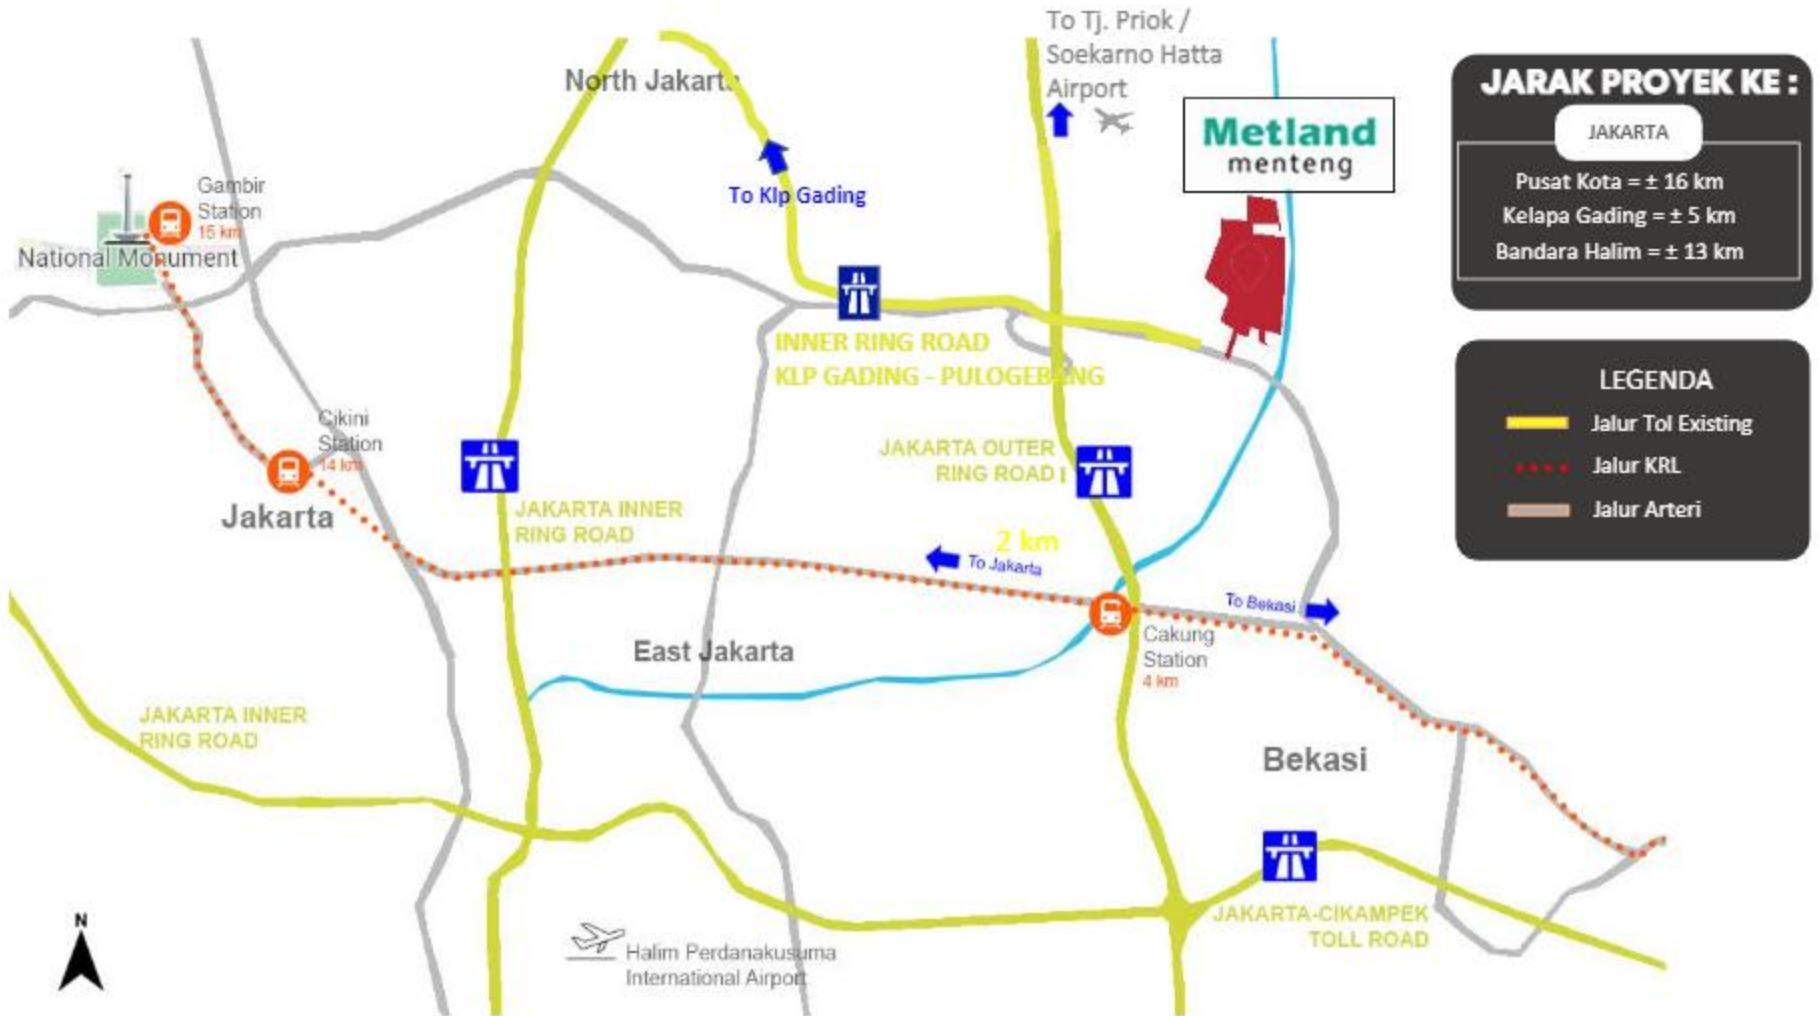 To Tj. Priok /
Soekarno Hatta
Airport
North Jakarta
Metland
menteng
JARAK PROYEK KE :
JAKARTA
Pusat Kota = ± 16 km
Kelapa Gading = ± 5 km
Bandara Halim = ± 13 km
Gambir
Station
15 km
National Monument
To Klp Gading
INNER RING ROAD
KLP GADING - PULOGEBANG
LEGENDA
Jalur Tol Existing
Jalur KRL
Jalur Arteri
Cikini
Station
14 km
Jakarta
JAKARTA OUTER
RING ROAD
JAKARTA INNER
RING ROAD
2 km
To Jakarta
To Bekasi
Cakung
Station
4 km
East Jakarta
JAKARTA INNER
RING ROAD
Bekasi
JAKARTA-CIKAMPEK
TOLL ROAD
N
Halim Perdanakusuma
International Airport